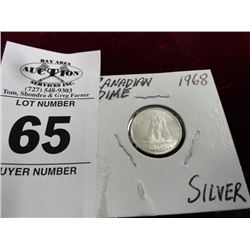 BAY AREA
AUCTION
SERVICES INC.
(727) 548-9303
Tom, Shondra & Greg Farner
LOT NUMBER
65
UYER NUMBER
CANADIAN 1968
DIME
SILVER